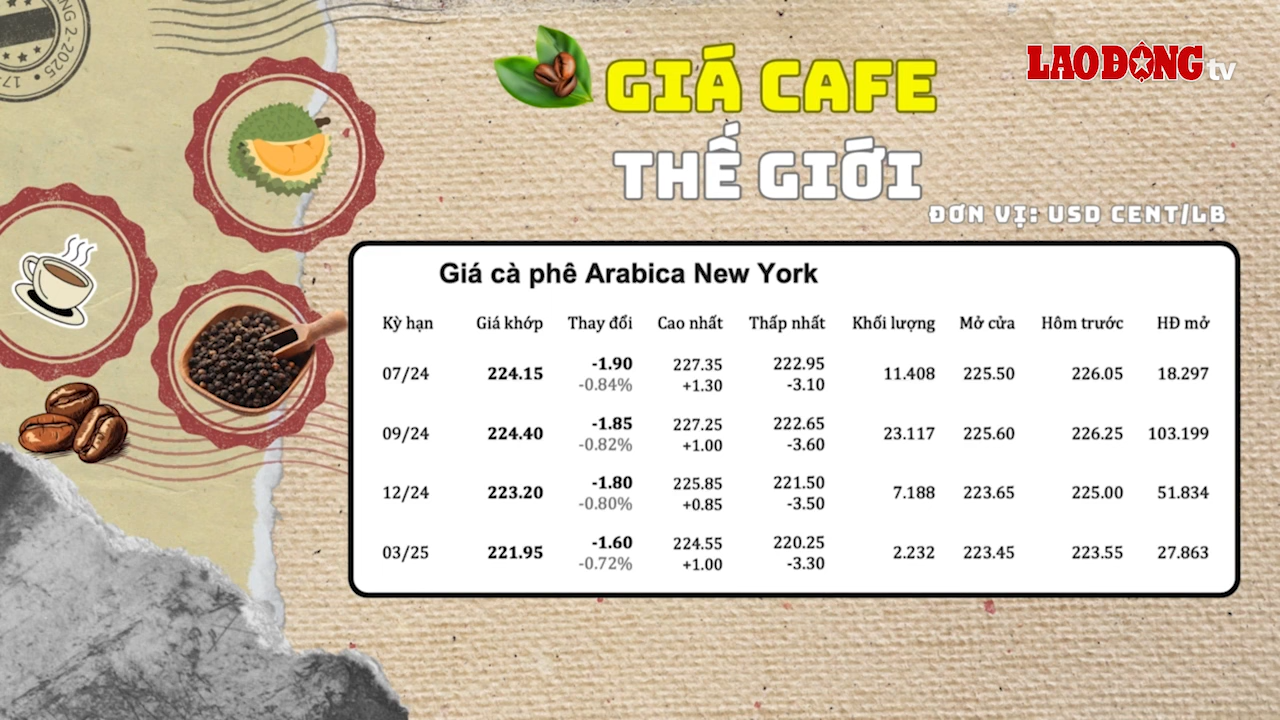 2-2025
17-
LAO ĐỘNG tv
GIÁ CAFE
THẾ GIỚI
ĐƠN VỊ: USD CENT/LB
Giá cà phê Arabica New York
Kỳ hạn Giá khớp Thay đổi Cao nhất Thấp nhất Khối lượng Mở cửa Hôm trước HĐ mở
07/24 224.15 -1.90 227.35 222.95 11.408 225.50 226.05 18.297
-0.84% +1.30 -3.10
09/24 224.40 -1.85 227.25 222.65 23.117 225.60 226.25 103.199
-0.82% +1.00 -3.60
12/24 223.20 -1.80 225.85 221.50 7.188 223.65 225.00 51.834
-0.80% +0.85 -3.50
03/25 221.95 -1.60 224.55 220.25 2.232 223.45 223.55 27.863
-0.72% +1.00 -3.30